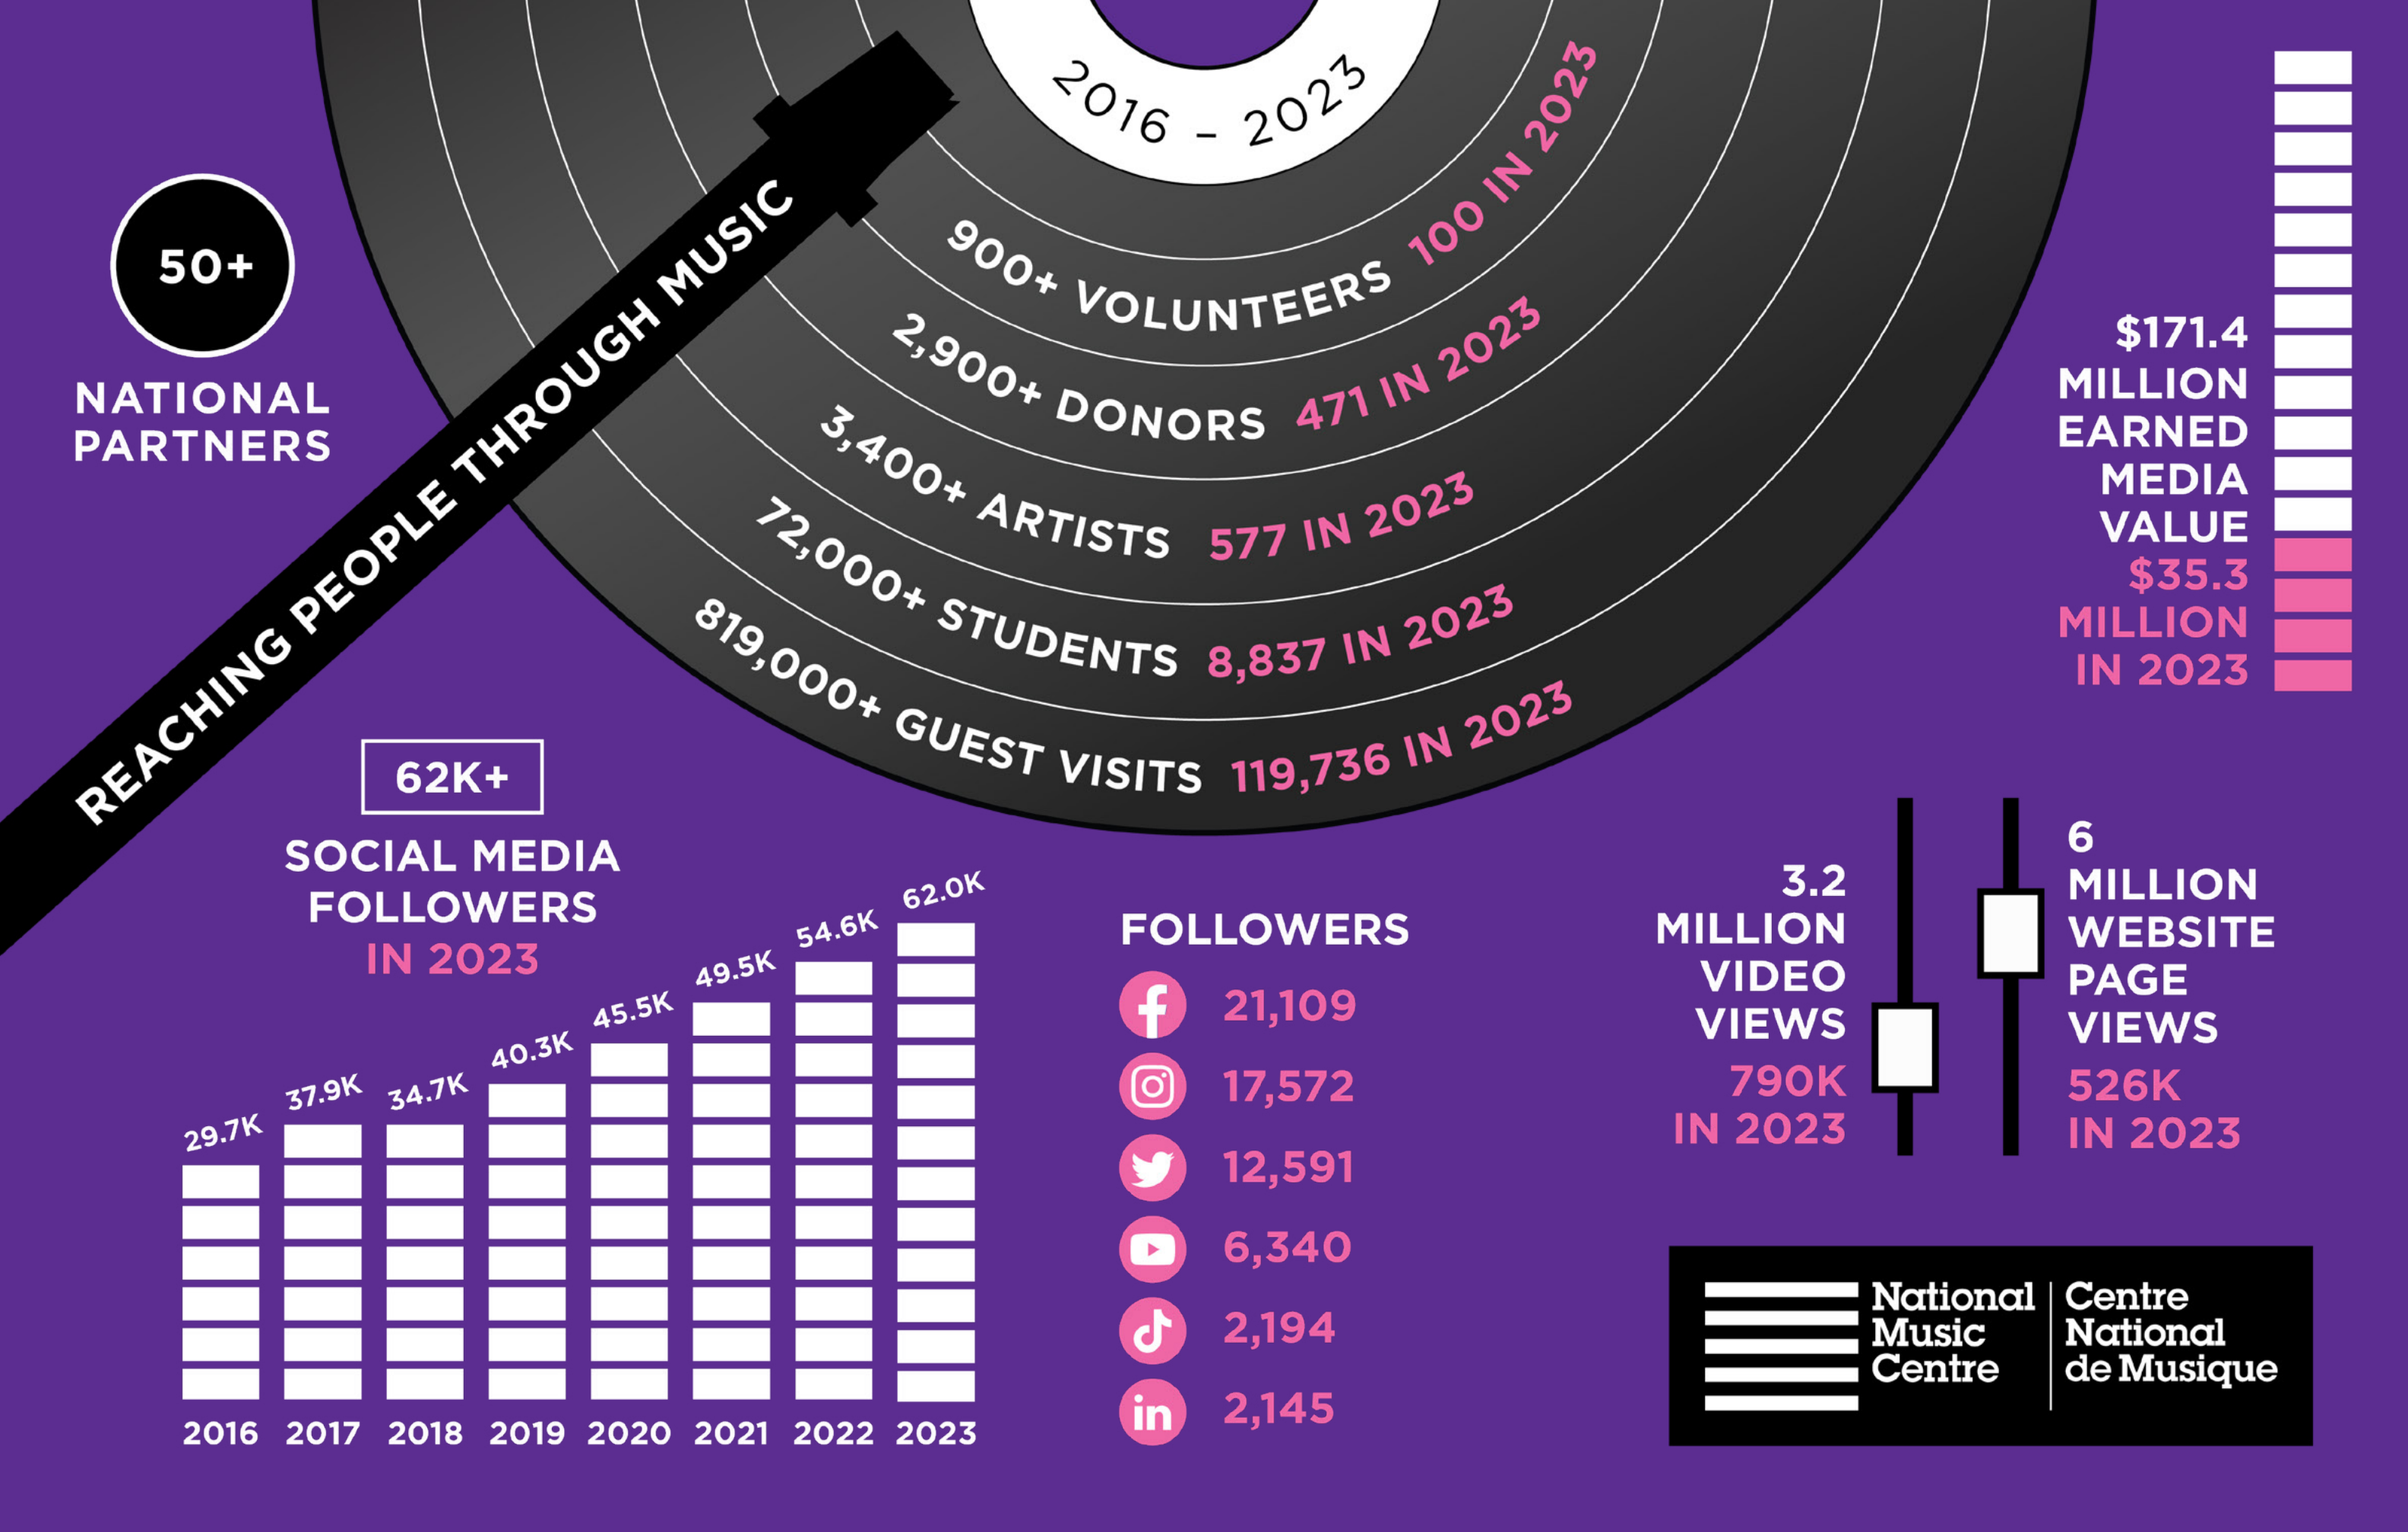 2016 – 2023
50+
NATIONAL
PARTNERS
REACHING PEOPLE THROUGH MUSIC
900+ VOLUNTEERS 100 IN 2023
2,900+ DONORS 471 IN 2023
3,400+ ARTISTS 577 IN 2023
72,000+ STUDENTS 8,837 IN 2023
819,000+ GUEST VISITS 119,736 IN 2023
$171.4
MILLION
EARNED
MEDIA
VALUE
$35.3
MILLION
IN 2023
62K+
SOCIAL MEDIA
FOLLOWERS
IN 2023
29.7K 37.9K 34.7K 40.3K 45.5K 49.5K 54.6K 62.0K
2016 2017 2018 2019 2020 2021 2022 2023
FOLLOWERS
21,109
17,572
12,591
6,340
2,194
in 2,145
3.2
MILLION
VIDEO
VIEWS
790K
IN 2023
6
MILLION
WEBSITE
PAGE
VIEWS
526K
IN 2023
National
Music
Centre
Centre
National
de Musique